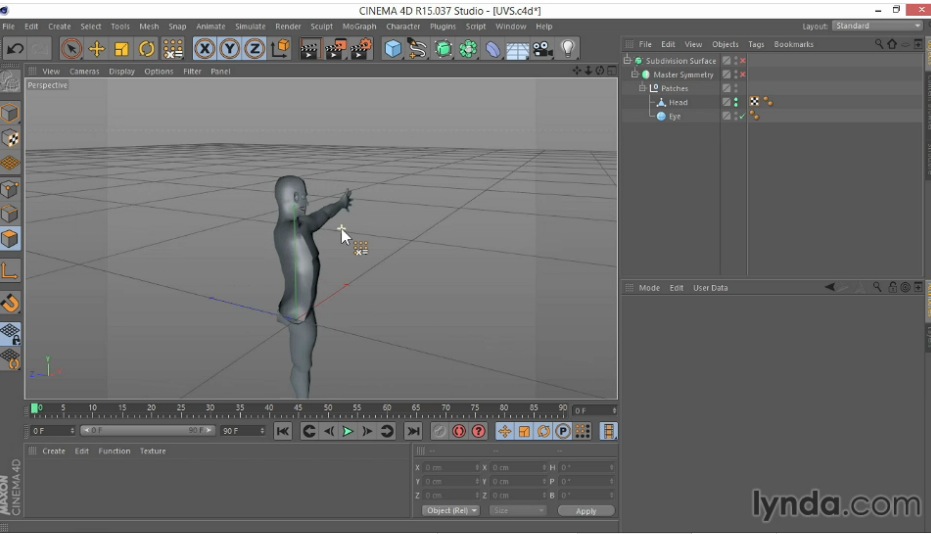 CINEMA 4D R15.037 Studio - [UVS.c4d*]
File Edit Create Select Tools Mesh Snap Animate Simulate Render Sculpt MoGraph Character Plugins Script Window Help Layout: Standard
X Y Z
File Edit View Objects Tags Bookmarks
View Cameras Display Options Filter Panel
Perspective
Subdivision Surface
Master Symmetry
Patches
Head
Eye
Mode Edit User Data
0 5 10 15 20 25 30 35 40 45 50 55 60 65 70 75 80 85 90 0 F
0 F 0 F 90 F 90 F P
Create Edit Function Texture
X 0 cm X 0 cm H 0 °
Y 0 cm Y 0 cm P 0 °
Z 0 cm Z 0 cm B 0 °
Object (Rel) Size Apply
MAXON CINEMA 4D
lynda.com